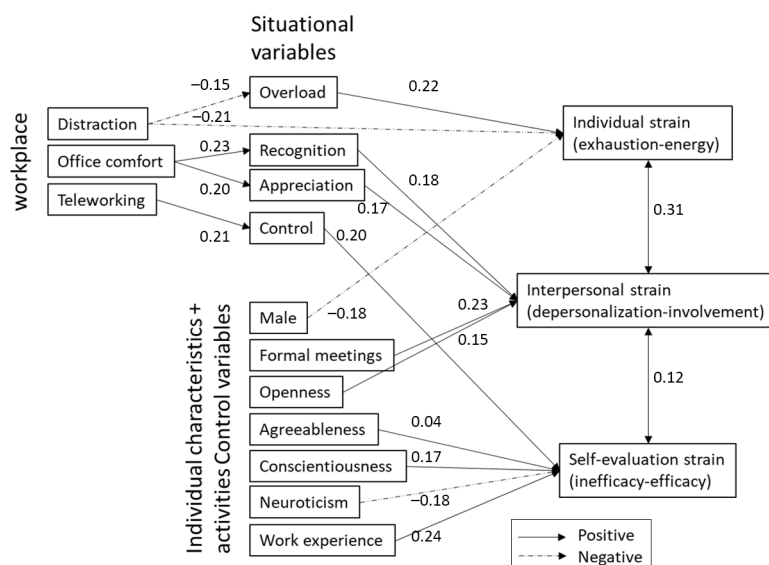 Situational
variables
workplace
Distraction
Office comfort
Teleworking
−0.15
−0.21
0.23
0.20
0.21
Overload
Recognition
Appreciation
Control
0.22
0.18
0.17
0.20
Individual characteristics +
activities Control variables
Male
Formal meetings
Openness
Agreeableness
Conscientiousness
Neuroticism
Work experience
−0.18
0.23
0.15
0.04
0.17
−0.18
0.24
Individual strain
(exhaustion-energy)
0.31
Interpersonal strain
(depersonalization-involvement)
0.12
Self-evaluation strain
(inefficacy-efficacy)
Positive
Negative